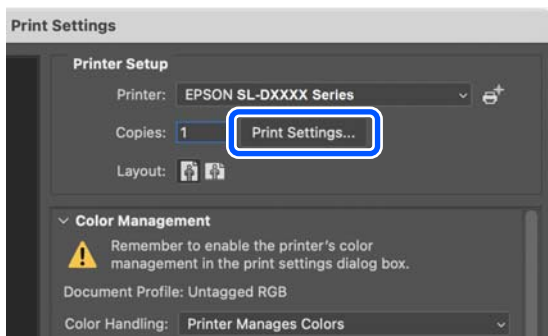 Print Settings
Printer Setup
Printer: EPSON SL-DXXXX Series
Copies: 1 Print Settings...
Layout:
Color Management
Remember to enable the printer's color
management in the print settings dialog box.
Document Profile: Untagged RGB
Color Handling: Printer Manages Colors